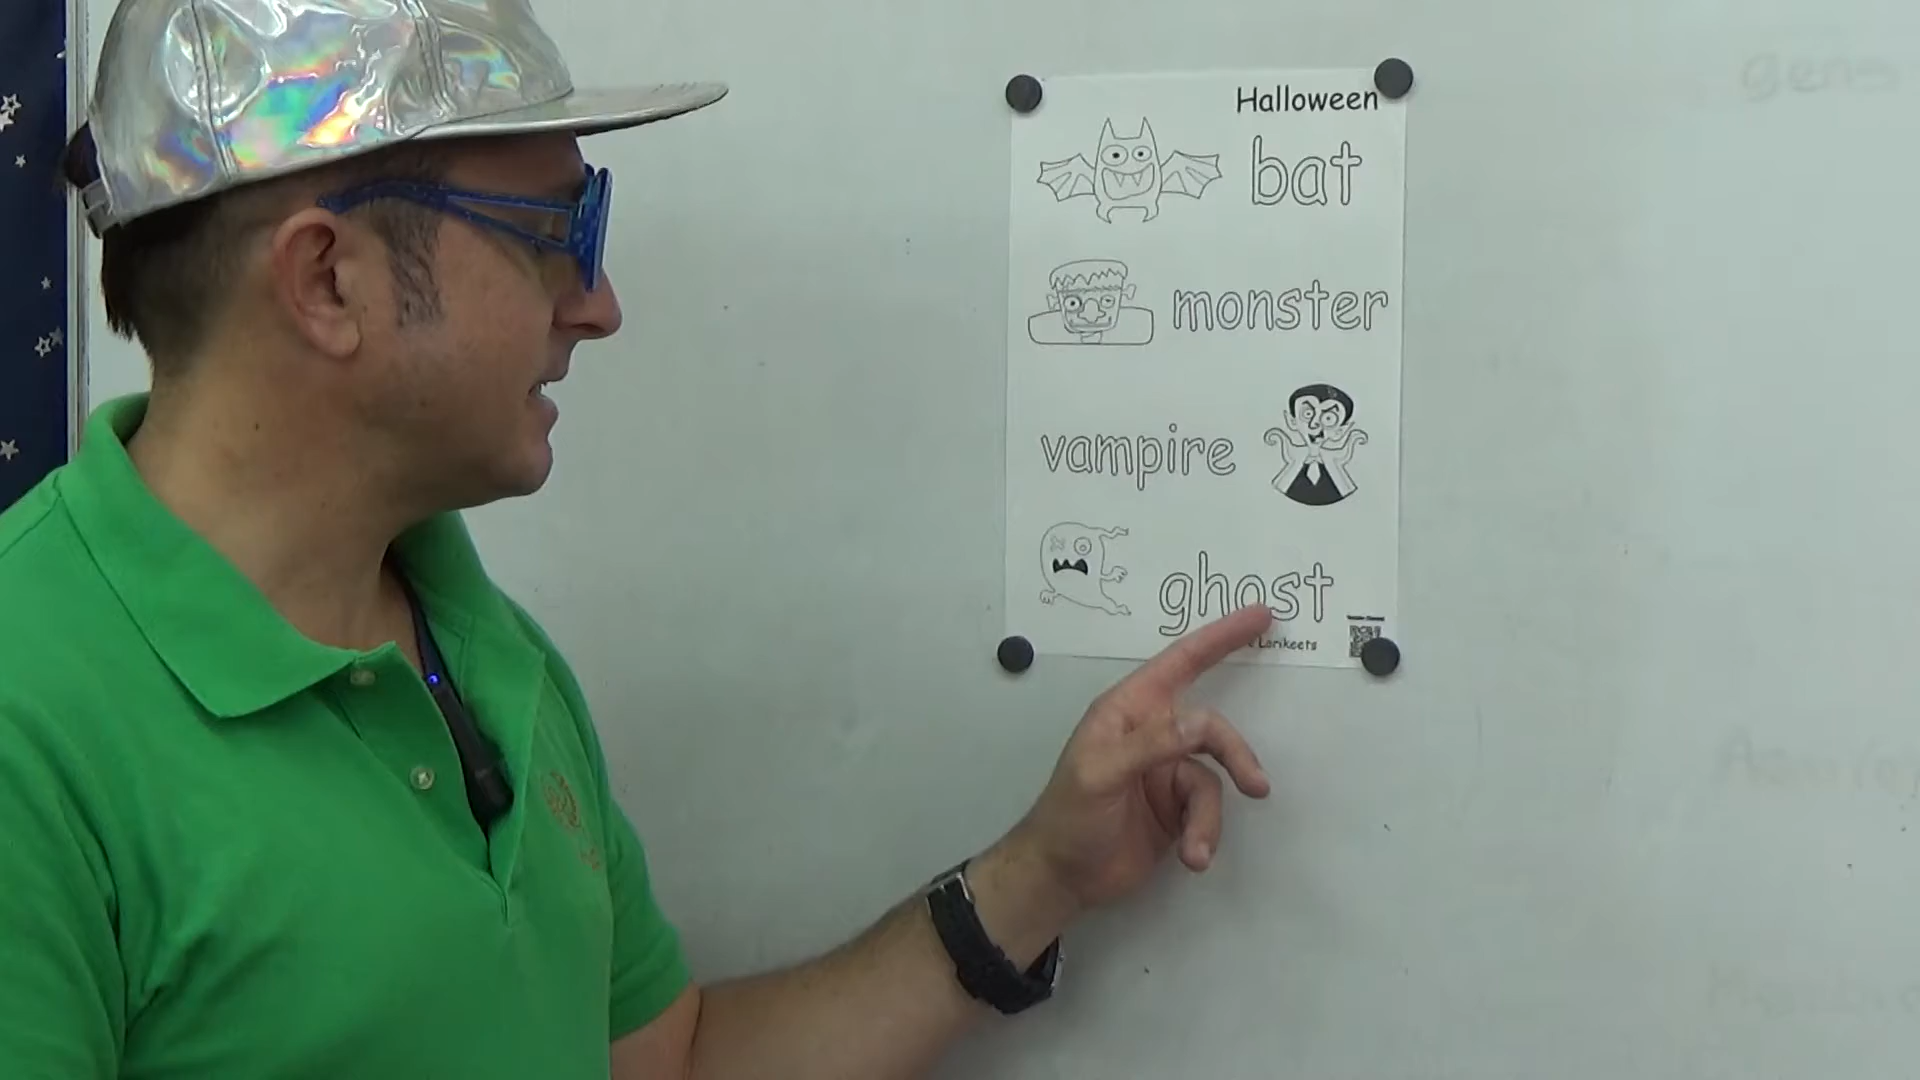 Halloween
bat
monster
vampire
ghost
Lorikeets